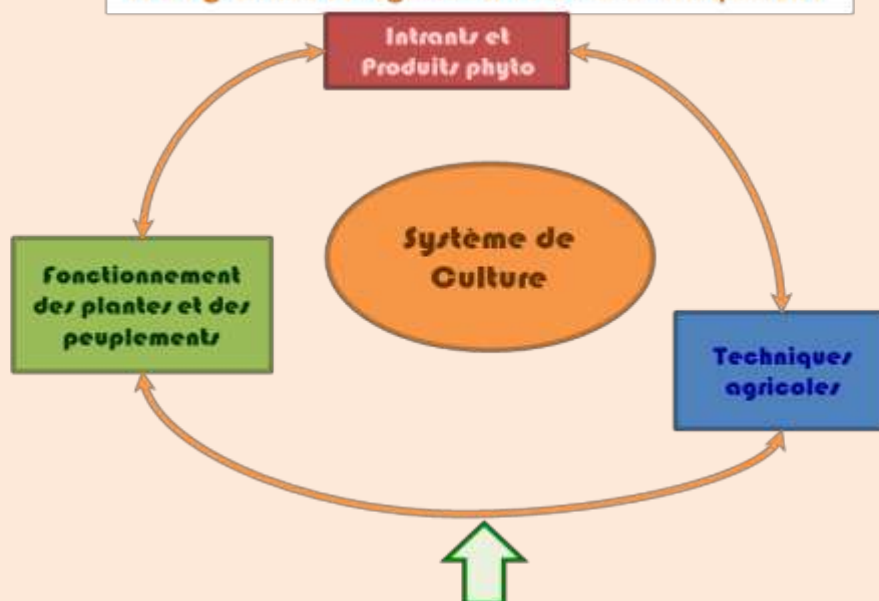 Intrants et
Produits phyto
Système de
Culture
Fonctionnement
des plantes et des
peuplements
Techniques
agricoles